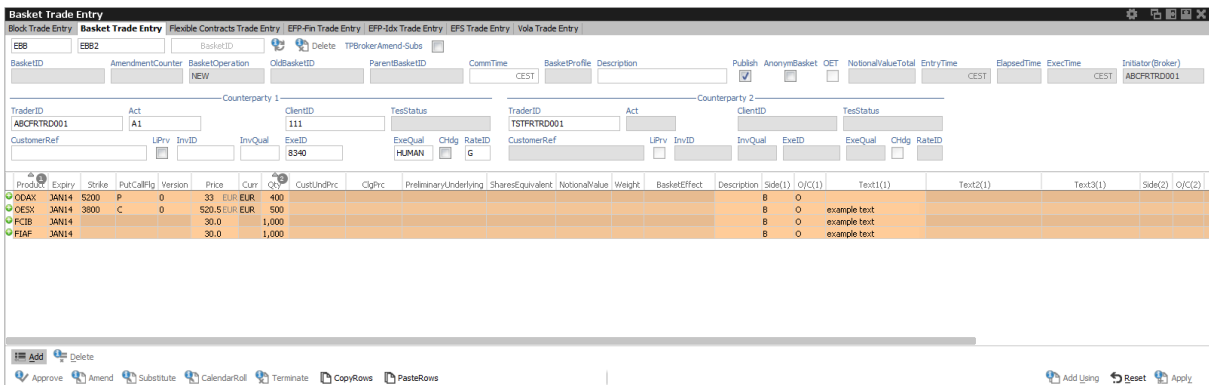 Basket Trade Entry
Block Trade Entry Basket Trade Entry Flexible Contracts Trade Entry EFP-Fin Trade Entry EFP-Idx Trade Entry EFS Trade Entry Vola Trade Entry
EBB EBB2 BasketID Delete TPBrokerAmend-Subs
BasketID AmendmentCounter BasketOperation OldBasketID ParentBasketID CommTime BasketProfile Description Publish AnonymBasket OET NotionalValueTotal EntryTime ElapsedTime ExecTime Initiator(Broker)
NEW CEST CEST CEST ABCFRTRD001
Counterparty 1 Counterparty 2
TraderID Act ClientID TesStatus TraderID Act ClientID TesStatus
ABCFRTRD001 A1 111 TSTFRTRD001
CustomerRef LiPrv InvID InvQual ExeID ExeQual CHdg RateID CustomerRef LiPrv InvID InvQual ExeID ExeQual CHdg RateID
8340 HUMAN G
Product 1 Expiry Strike PutCallFlg Version Price Curr Qty 2 CustUndPrc ClgPrc PreliminaryUnderlying SharesEquivalent NotionalValue Weight BasketEffect Description Side(1) O/C(1) Text1(1) Text2(1) Text3(1) Side(2) O/C(2)
ODAX JAN14 5200 P 0 33 EUR EUR 400 B O
OESX JAN14 3800 C 0 520.5 EUR EUR 500 B O example text
FCIB JAN14 30.0 1,000 B O example text
FIAF JAN14 30.0 1,000 B O example text
Add Delete
Approve Amend Substitute CalendarRoll Terminate CopyRows PasteRows Add Using Reset Apply